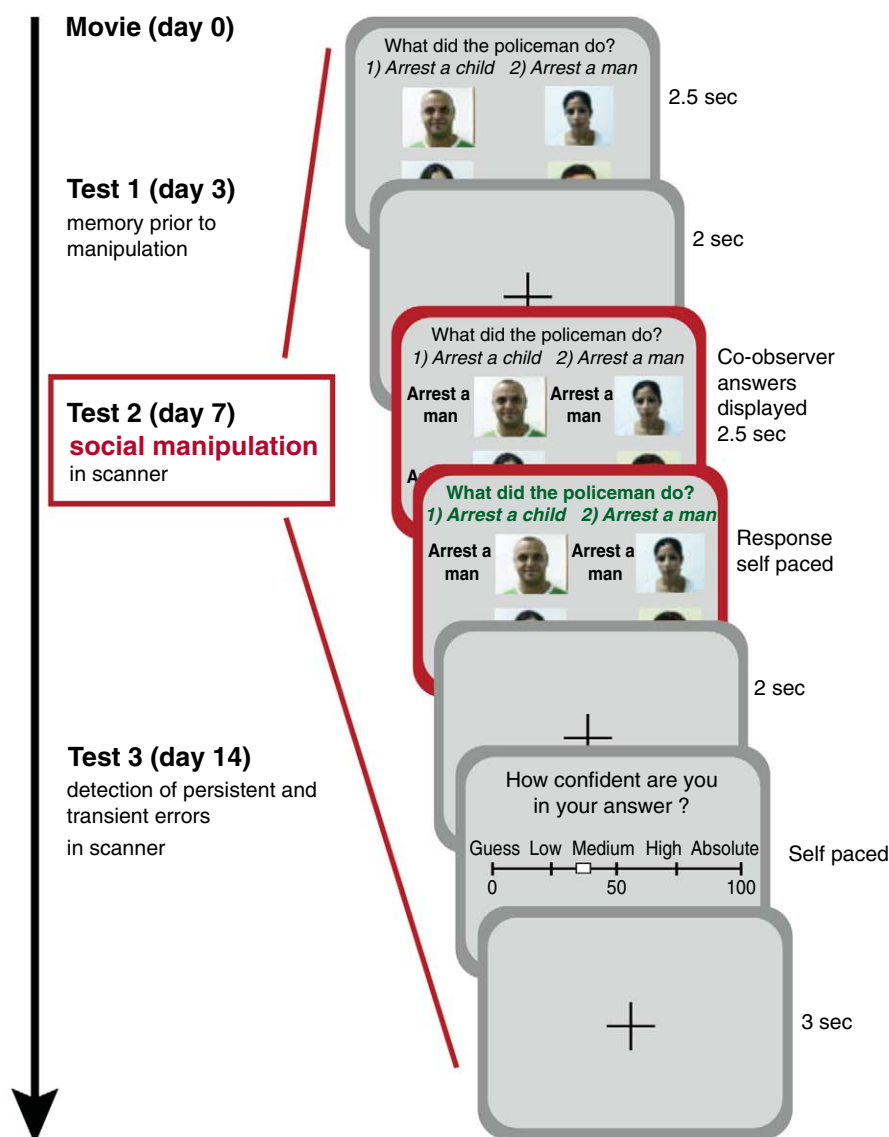 Movie (day 0)
Test 1 (day 3)
memory prior to
manipulation
Test 2 (day 7)
social manipulation
in scanner
Test 3 (day 14)
detection of persistent and
transient errors
in scanner
What did the policeman do?
1) Arrest a child 2) Arrest a man
2.5 sec
2 sec
What did the policeman do?
1) Arrest a child 2) Arrest a man
Arrest a
man
Arrest a
man
Co-observer
answers
displayed
2.5 sec
What did the policeman do?
1) Arrest a child 2) Arrest a man
Arrest a
man
Arrest a
man
Response
self paced
2 sec
How confident are you
in your answer ?
Guess Low Medium High Absolute
0 50 100
Self paced
3 sec